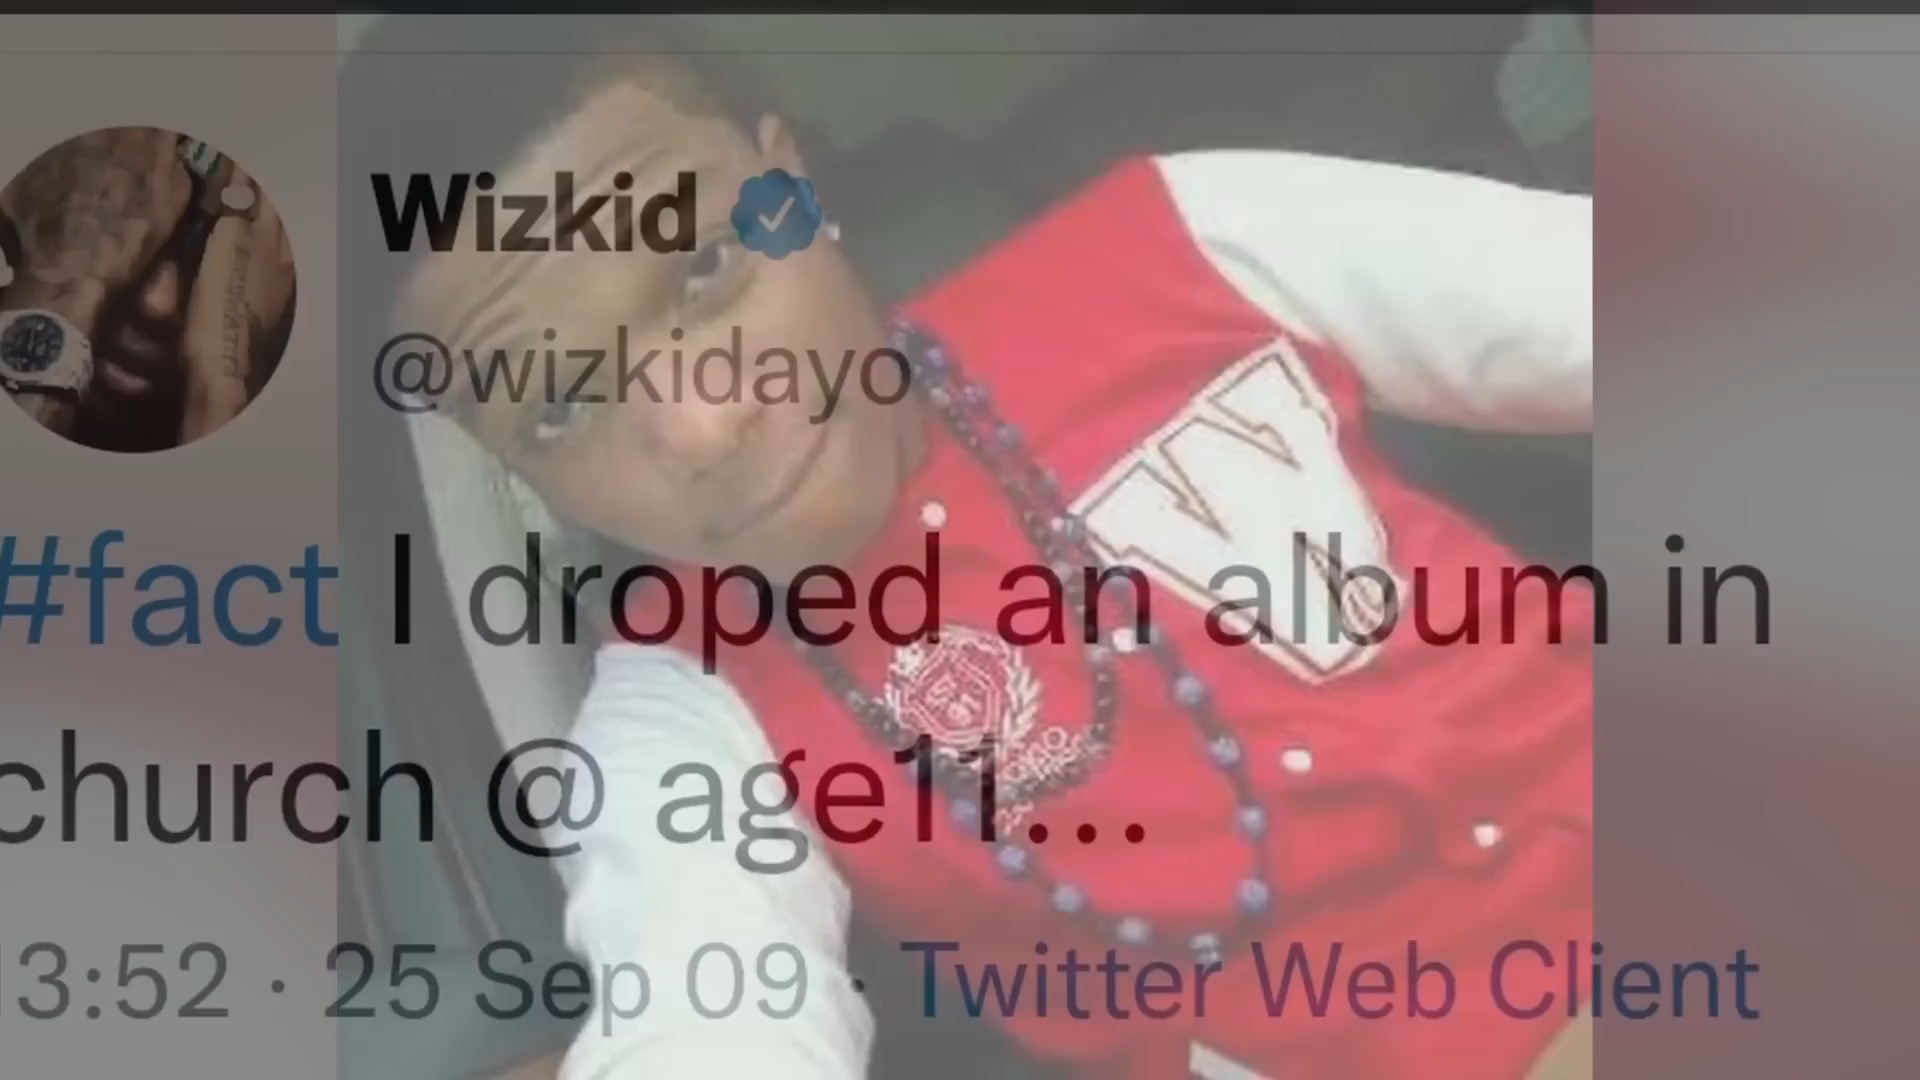 Wizkid
@wizkidayo
#fact I droped an album in
church @ age11...
13:52 · 25 Sep 09 · Twitter Web Client
W